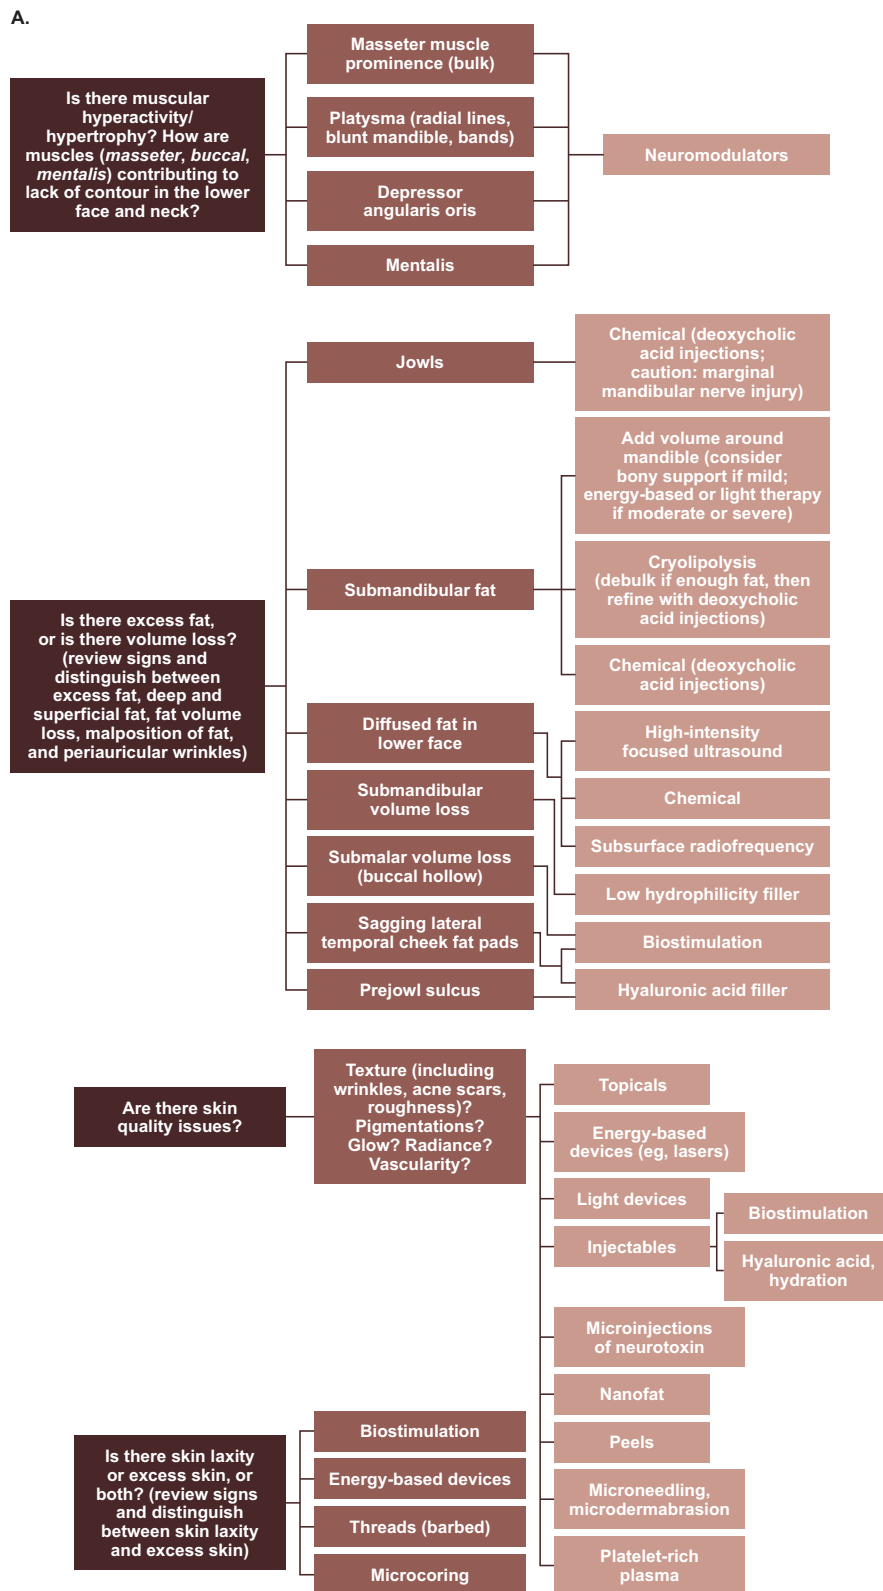 A.
Is there muscular
hyperactivity/
hypertrophy? How are
muscles (masseter, buccal,
mentalis) contributing to
lack of contour in the lower
face and neck?
Masseter muscle
prominence (bulk)
Platysma (radial lines,
blunt mandible, bands)
Depressor
angularis oris
Mentalis
Neuromodulators
Is there excess fat,
or is there volume loss?
(review signs and
distinguish between
excess fat, deep and
superficial fat, fat volume
loss, malposition of fat,
and periauricular wrinkles)
Jowls
Chemical (deoxycholic
acid injections;
caution: marginal
mandibular nerve injury)
Submandibular fat
Add volume around
mandible (consider
bony support if mild;
energy-based or light therapy
if moderate or severe)
Cryolipolysis
(debulk if enough fat, then
refine with deoxycholic
acid injections)
Chemical (deoxycholic
acid injections)
Diffused fat in
lower face
High-intensity
focused ultrasound
Chemical
Subsurface radiofrequency
Submandibular
volume loss
Low hydrophilicity filler
Submalar volume loss
(buccal hollow)
Biostimulation
Sagging lateral
temporal cheek fat pads
Prejowl sulcus
Hyaluronic acid filler
Are there skin
quality issues?
Texture (including
wrinkles, acne scars,
roughness)?
Pigmentations?
Glow? Radiance?
Vascularity?
Topicals
Energy-based
devices (eg, lasers)
Light devices
Injectables
Biostimulation
Hyaluronic acid,
hydration
Microinjections
of neurotoxin
Nanofat
Peels
Microneedling,
microdermabrasion
Platelet-rich
plasma
Is there skin laxity
or excess skin, or
both? (review signs
and distinguish
between skin laxity
and excess skin)
Biostimulation
Energy-based devices
Threads (barbed)
Microcoring